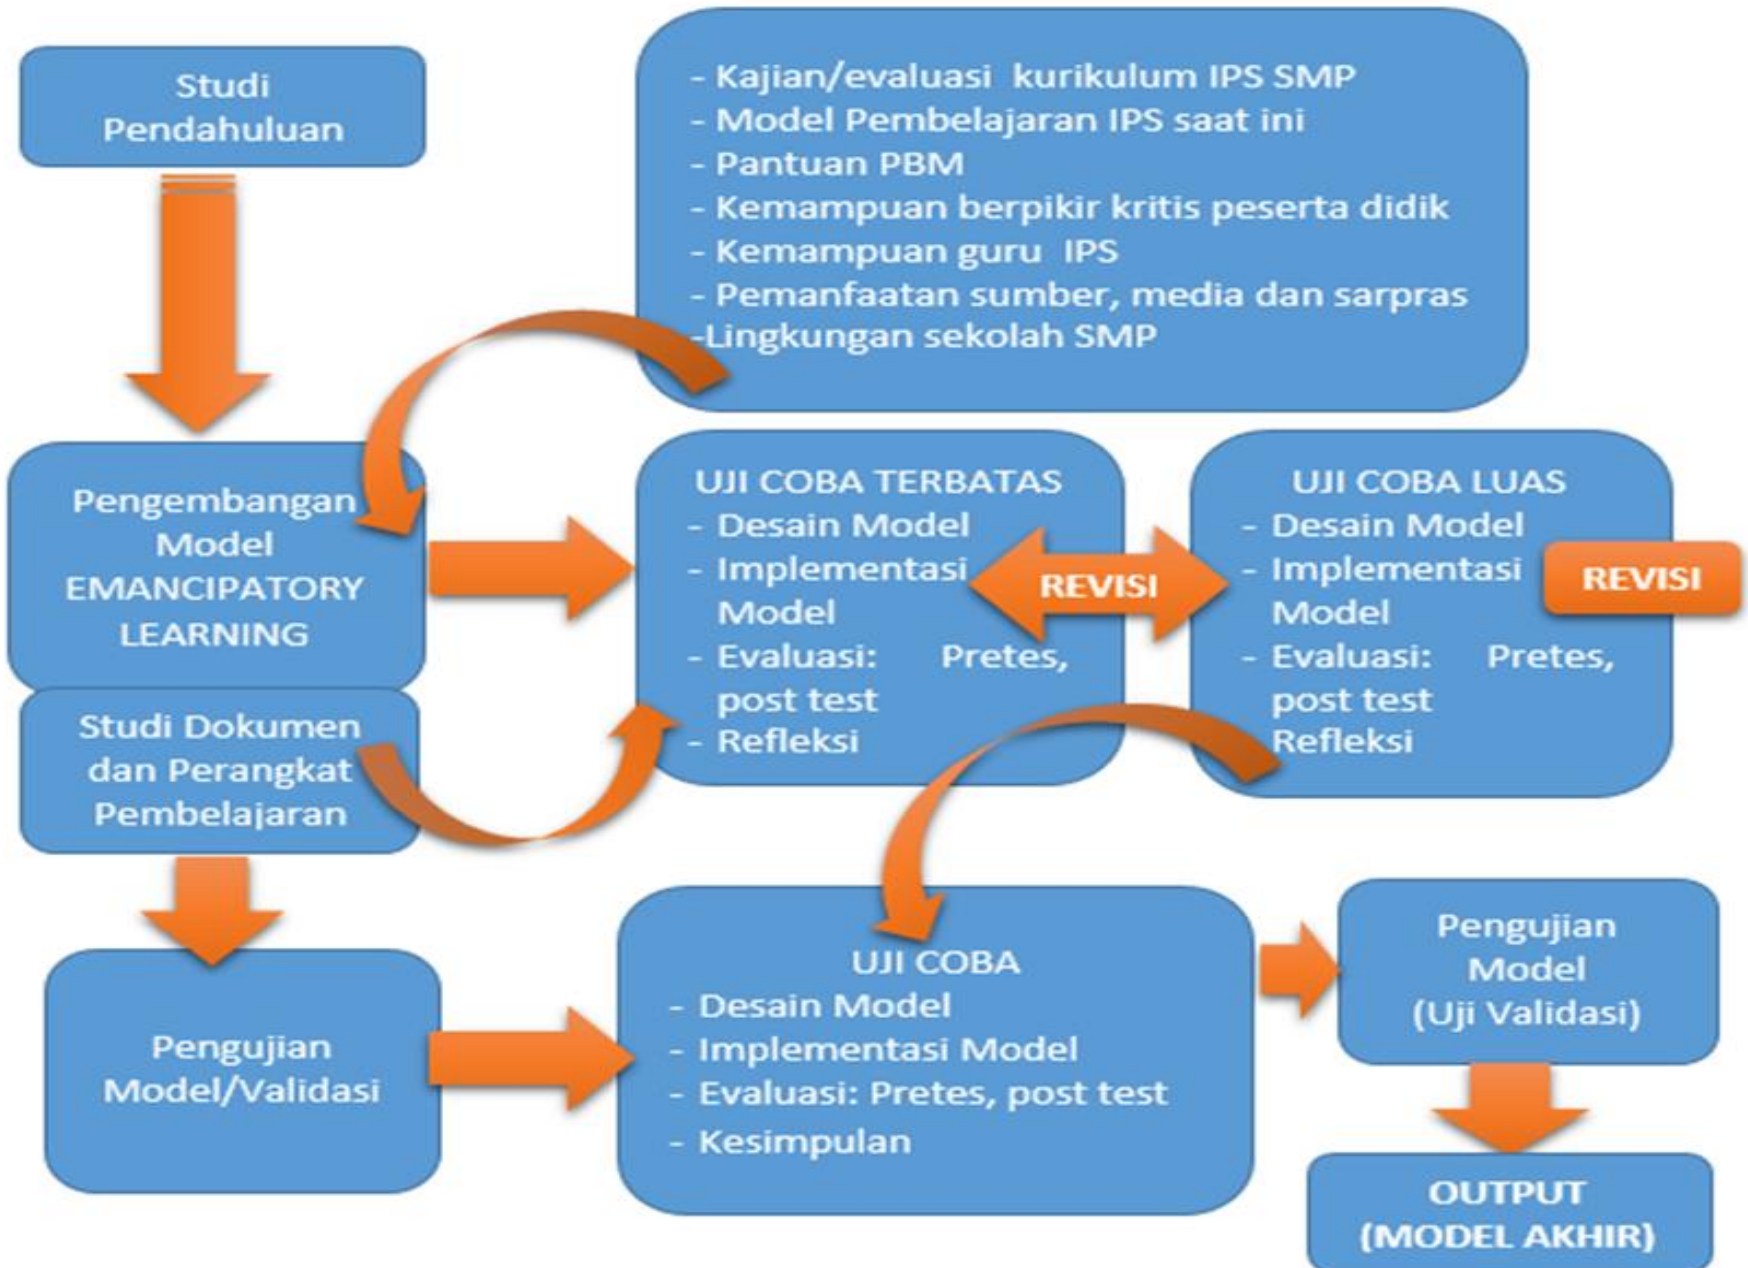 Studi
Pendahuluan
- Kajian/evaluasi kurikulum IPS SMP
- Model Pembelajaran IPS saat ini
- Pantuan PBM
- Kemampuan berpikir kritis peserta didik
- Kemampuan guru IPS
- Pemanfaatan sumber, media dan sarpras
-Lingkungan sekolah SMP
Pengembangan
Model
EMANCIPATORY
LEARNING
UJI COBA TERBATAS
- Desain Model
- Implementasi
Model
- Evaluasi: Pretes,
post test
- Refleksi
REVISI
UJI COBA LUAS
- Desain Model
- Implementasi
Model
- Evaluasi: Pretes,
post test
Refleksi
REVISI
Studi Dokumen
dan Perangkat
Pembelajaran
Pengujian
Model/Validasi
UJI COBA
- Desain Model
- Implementasi Model
- Evaluasi: Pretes, post test
- Kesimpulan
Pengujian
Model
(Uji Validasi)
OUTPUT
(MODEL AKHIR)